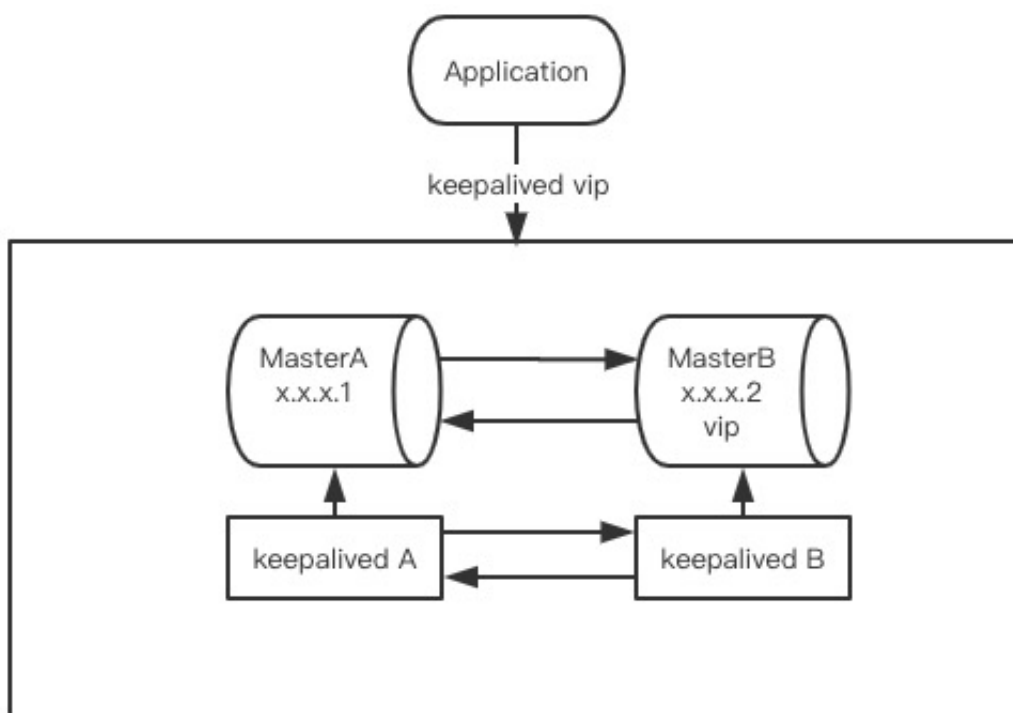 Application
keepalived vip
MasterA
x.x.x.1
MasterB
x.x.x.2
vip
keepalived A
keepalived B